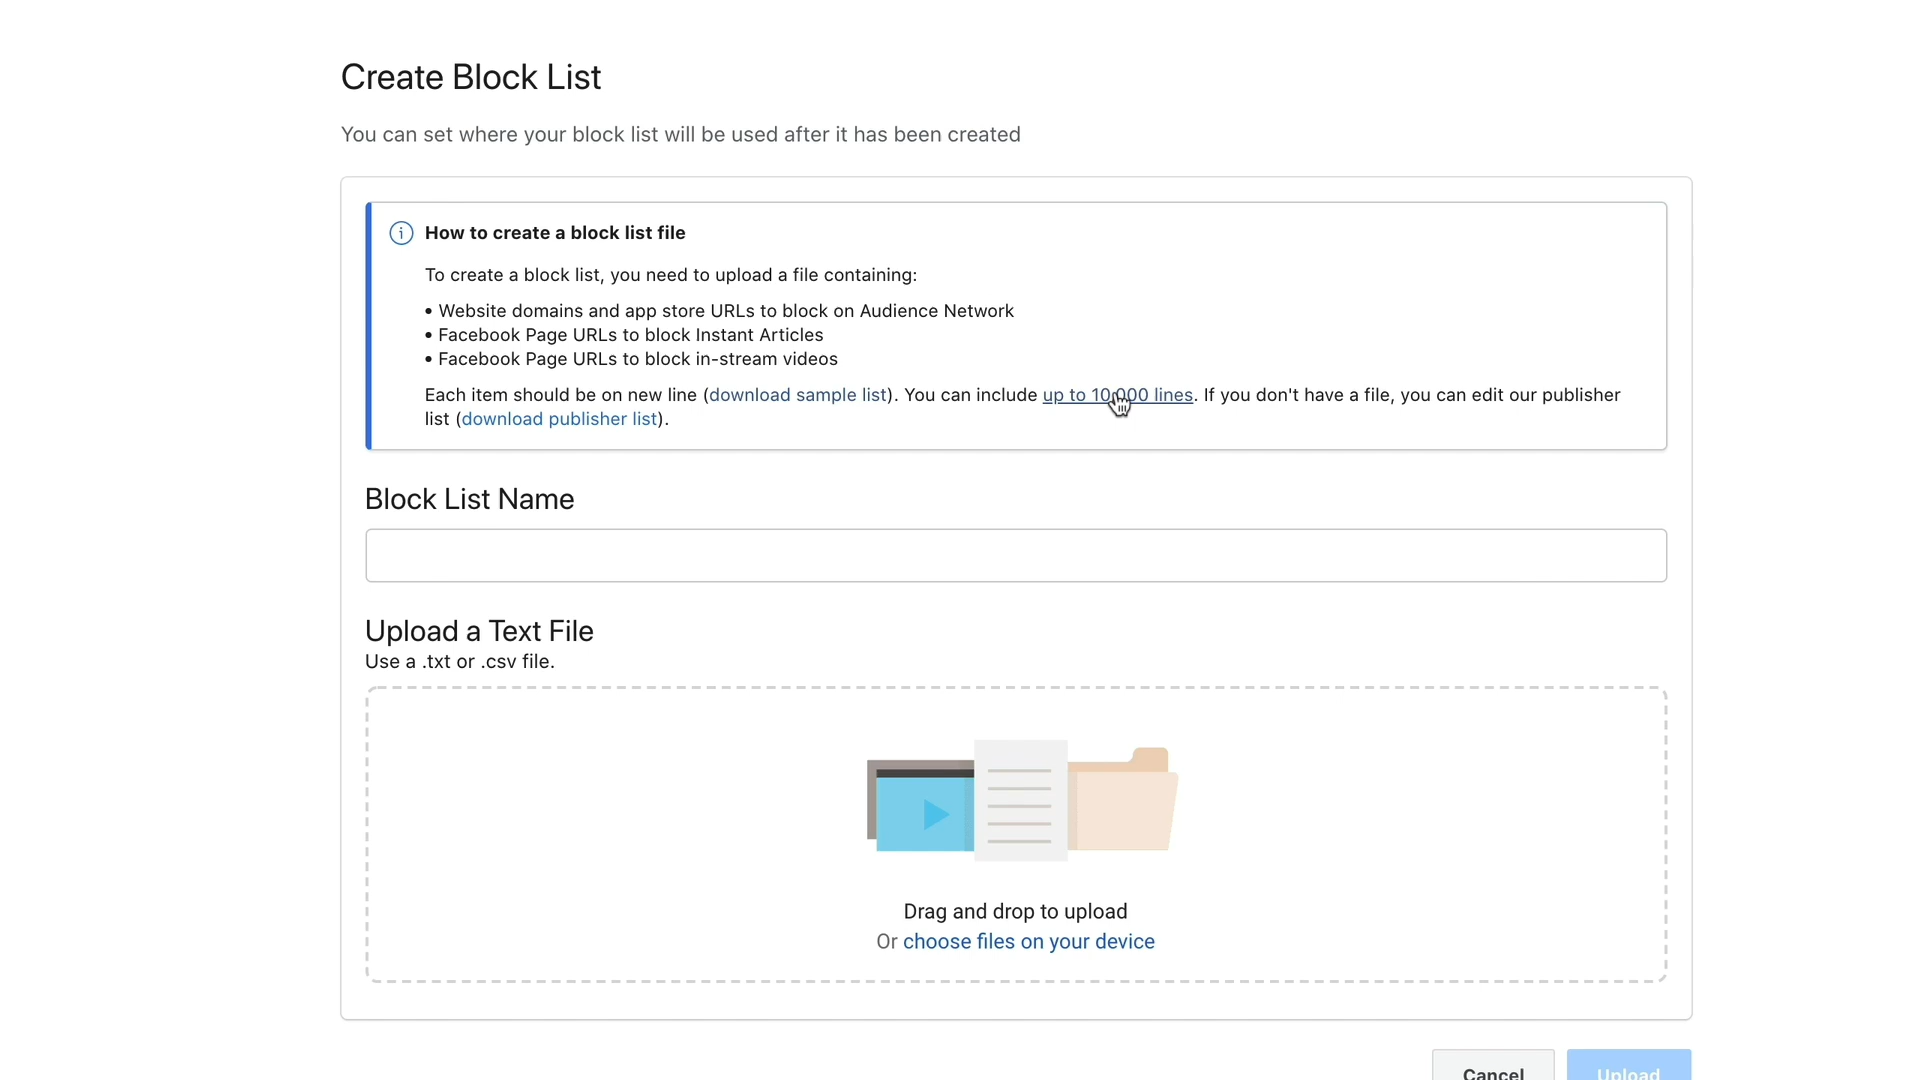 Create Block List
You can set where your block list will be used after it has been created
How to create a block list file
To create a block list, you need to upload a file containing:
• Website domains and app store URLs to block on Audience Network
• Facebook Page URLs to block Instant Articles
• Facebook Page URLs to block in-stream videos
Each item should be on new line (download sample list). You can include up to 10,000 lines. If you don't have a file, you can edit our publisher
list (download publisher list).
Block List Name
Upload a Text File
Use a .txt or .csv file.
Drag and drop to upload
Or choose files on your device
Cancel
Upload